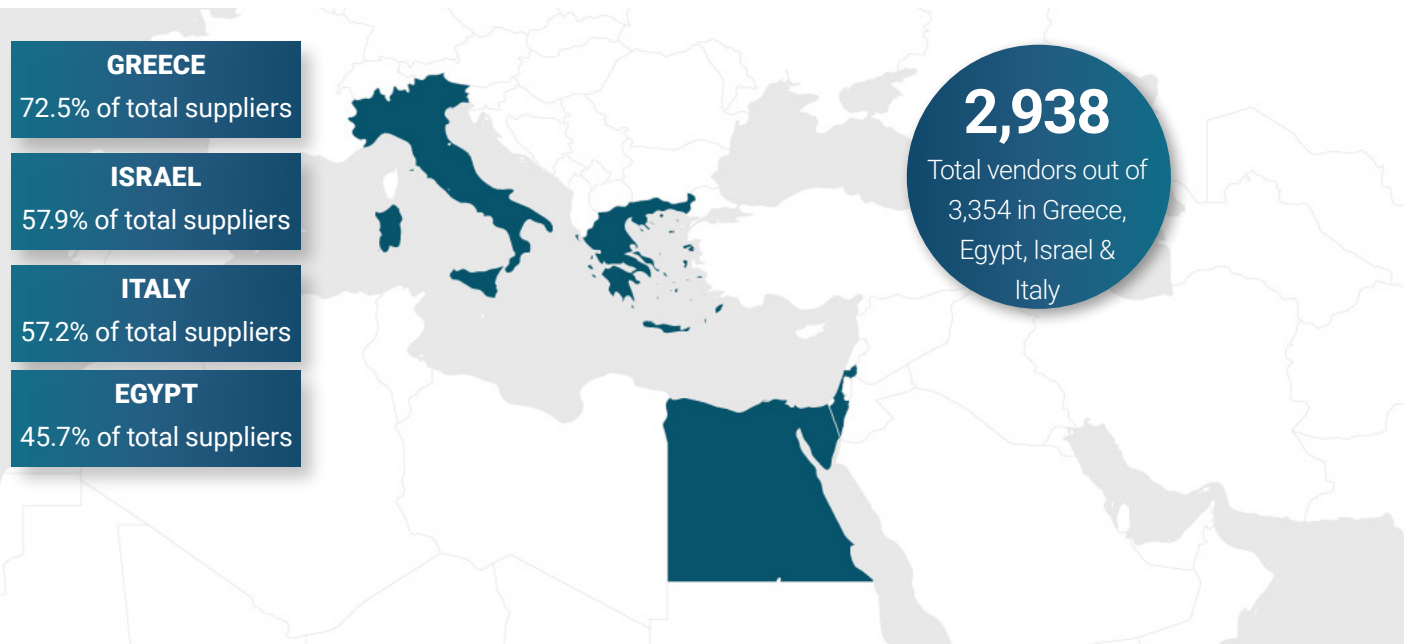 GREECE
72.5% of total suppliers
ISRAEL
57.9% of total suppliers
ITALY
57.2% of total suppliers
EGYPT
45.7% of total suppliers
2,938
Total vendors out of
3,354 in Greece,
Egypt, Israel &
Italy